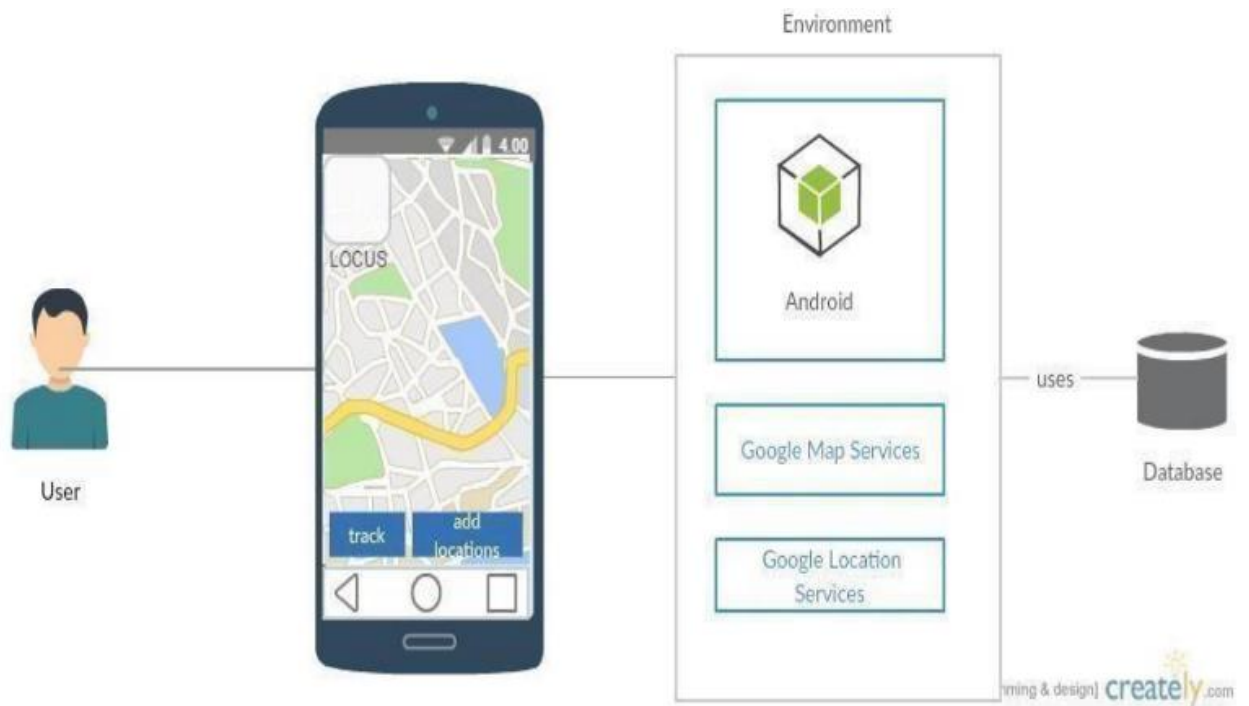 Environment
4.00
LOCUS
Android
uses
Google Map Services
Database
User
track
add
locations
Google Location
Services
& design] creately.com